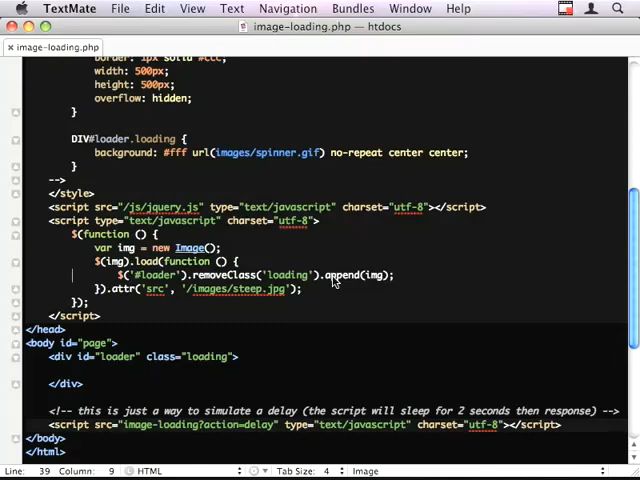 TextMate File Edit View Text Navigation Bundles Window Help
image-loading.php — htdocs
× image-loading.php
border: 1px solid #ccc;
width: 500px;
height: 500px;
overflow: hidden;
}
DIV#loader.loading {
background: #fff url(images/spinner.gif) no-repeat center center;
}
-->
</style>
<script src="/js/jquery.js" type="text/javascript" charset="utf-8"></script>
<script type="text/javascript" charset="utf-8">
$(function () {
var img = new Image();
$(img).load(function () {
$('#loader').removeClass('loading').append(img);
}).attr('src', '/images/steep.jpg');
});
</script>
</head>
<body id="page">
<div id="loader" class="loading">
</div>
<!-- this is just a way to simulate a delay (the script will sleep for 2 seconds then response) -->
<script src="image-loading?action=delay" type="text/javascript" charset="utf-8"></script>
</body>
</html>
Line: 39 Column: 9 HTML Tab Size: 4 Image